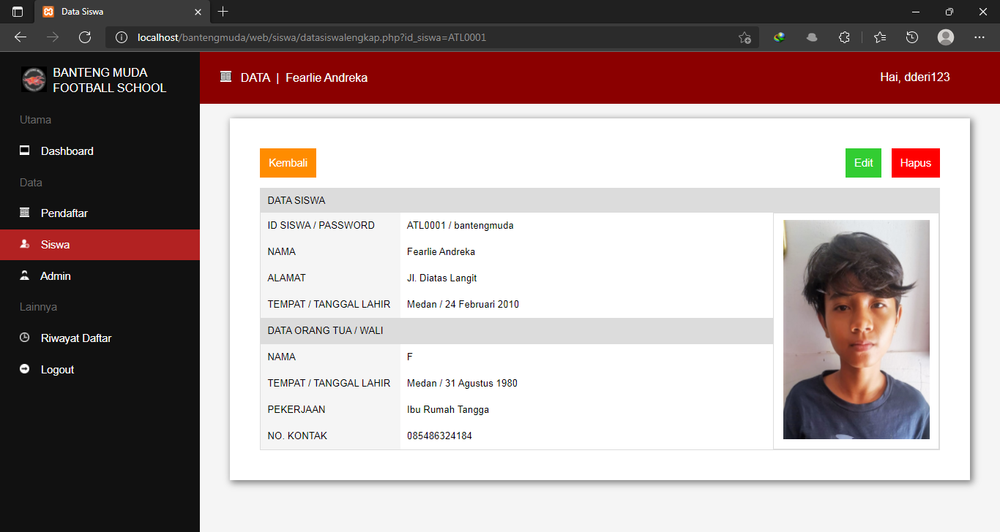 Data Siswa
localhost/bantengmuda/web/siswa/datasiswalengkap.php?id_siswa=ATL0001
BANTENG MUDA
FOOTBALL SCHOOL
DATA | Fearlie Andreka
Hai, dderi123
Utama
Dashboard
Data
Pendaftar
Siswa
Admin
Lainnya
Riwayat Daftar
Logout
Kembali
Edit
Hapus
DATA SISWA
ID SISWA / PASSWORD ATL0001 / bantengmuda
NAMA Fearlie Andreka
ALAMAT Jl. Diatas Langit
TEMPAT / TANGGAL LAHIR Medan / 24 Februari 2010
DATA ORANG TUA / WALI
NAMA F
TEMPAT / TANGGAL LAHIR Medan / 31 Agustus 1980
PEKERJAAN Ibu Rumah Tangga
NO. KONTAK 085486324184